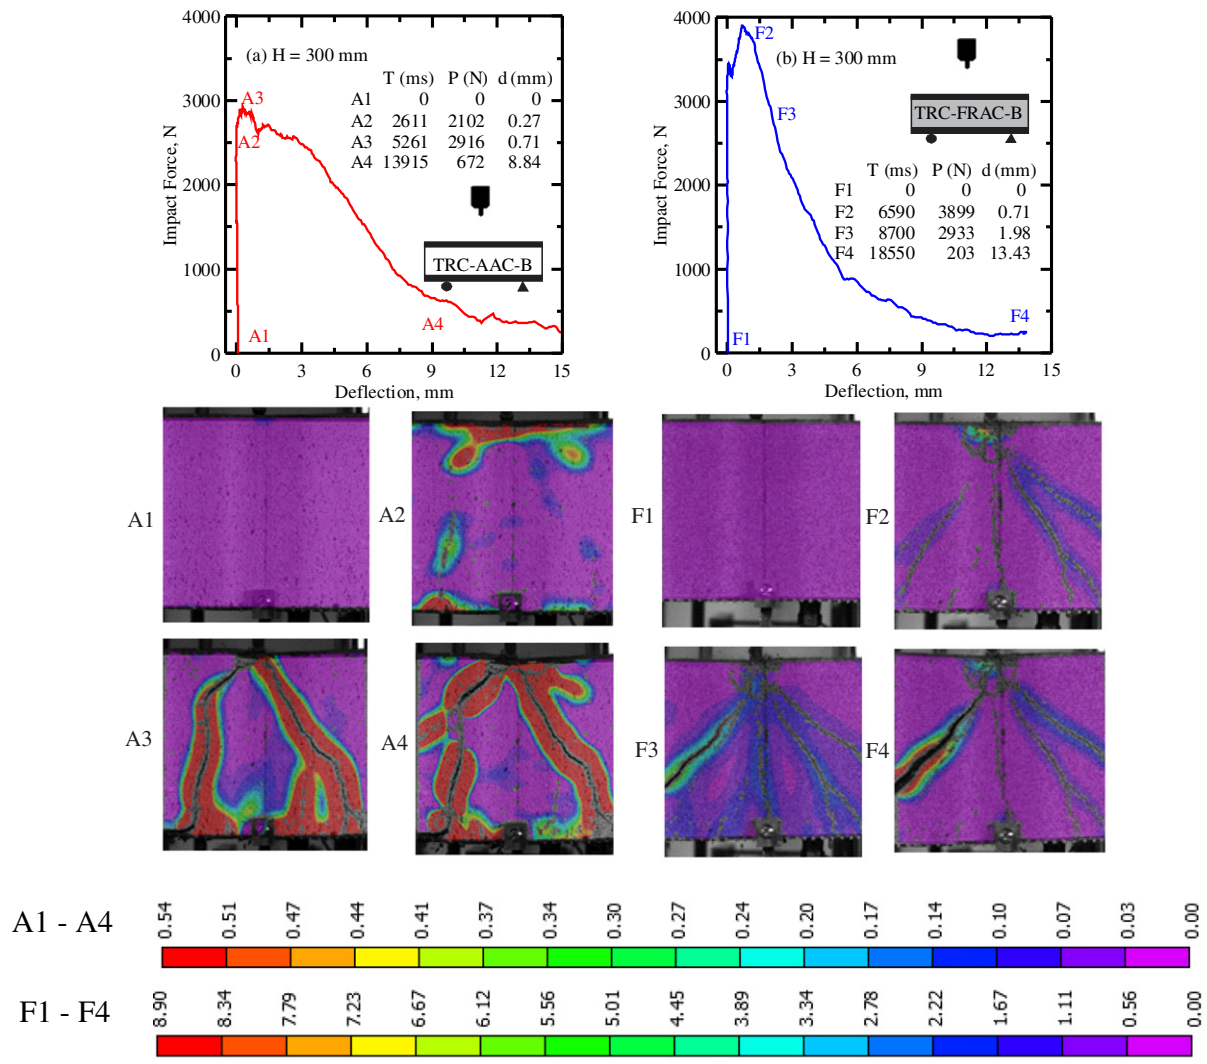 4000
3000
2000
1000
0
Impact Force, N
(a) H = 300 mm
T (ms) P (N) d (mm)
A1 0 0 0
A2 2611 2102 0.27
A3 5261 2916 0.71
A4 13915 672 8.84
A3
A2
TRC-AAC-B
A4
A1
0 3 6 9 12 15
Deflection, mm
4000
3000
2000
1000
0
Impact Force, N
F2
(b) H = 300 mm
F3
TRC-FRAC-B
T (ms) P (N) d (mm)
F1 0 0 0
F2 6590 3899 0.71
F3 8700 2933 1.98
F4 18550 203 13.43
F4
F1
0 3 6 9 12 15
Deflection, mm
A1
A2
F1
F2
A3
A4
F3
F4
A1 - A4
0.54 0.51 0.47 0.44 0.41 0.37 0.34 0.30 0.27 0.24 0.20 0.17 0.14 0.10 0.07 0.03 0.00
F1 - F4
8.90 8.34 7.79 7.23 6.67 6.12 5.56 5.01 4.45 3.89 3.34 2.78 2.22 1.67 1.11 0.56 0.00